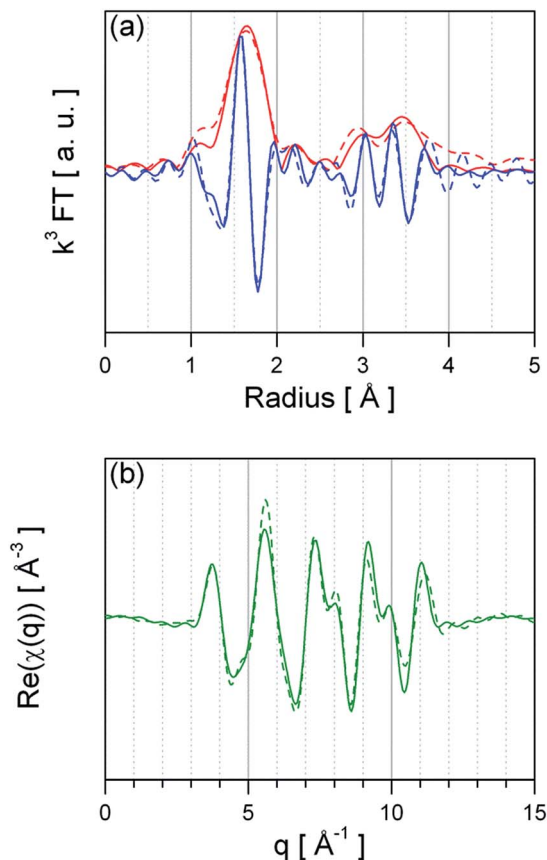 (a)
k³ FT [ a. u. ]
0 1 2 3 4 5
Radius [ Å ]
(b)
Re(χ(q)) [ Å⁻³ ]
0 5 10 15
q [ Å⁻¹ ]